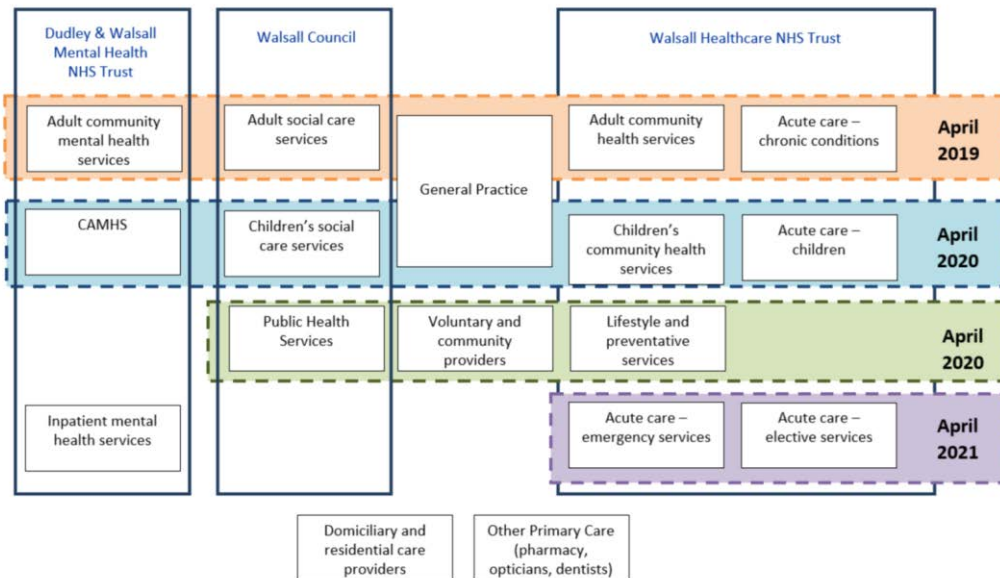 Dudley & Walsall
Mental Health
NHS Trust
Walsall Council
Walsall Healthcare NHS Trust
Adult community
mental health
services
Adult social care
services
General Practice
Adult community
health services
Acute care –
chronic conditions
April
2019
CAMHS
Children's social
care services
Children's
community health
services
Acute care –
children
April
2020
Public Health
Services
Voluntary and
community
providers
Lifestyle and
preventative
services
April
2020
Inpatient mental
health services
Acute care –
emergency services
Acute care –
elective services
April
2021
Domiciliary and
residential care
providers
Other Primary Care
(pharmacy,
opticians, dentists)